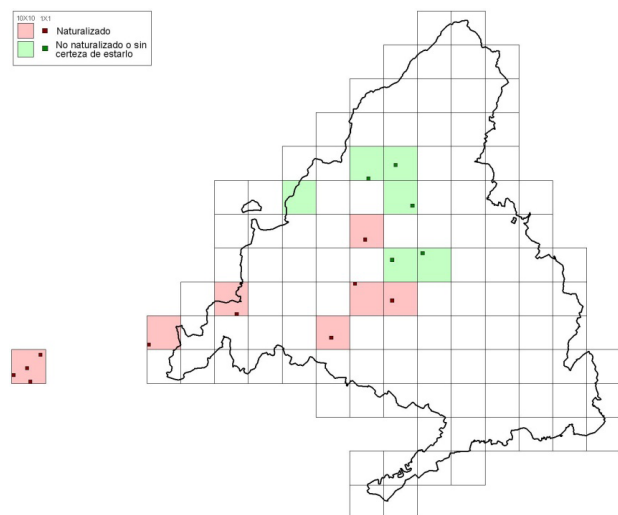 10X10 1X1
Naturalizado
No naturalizado o sin
certeza de estarlo